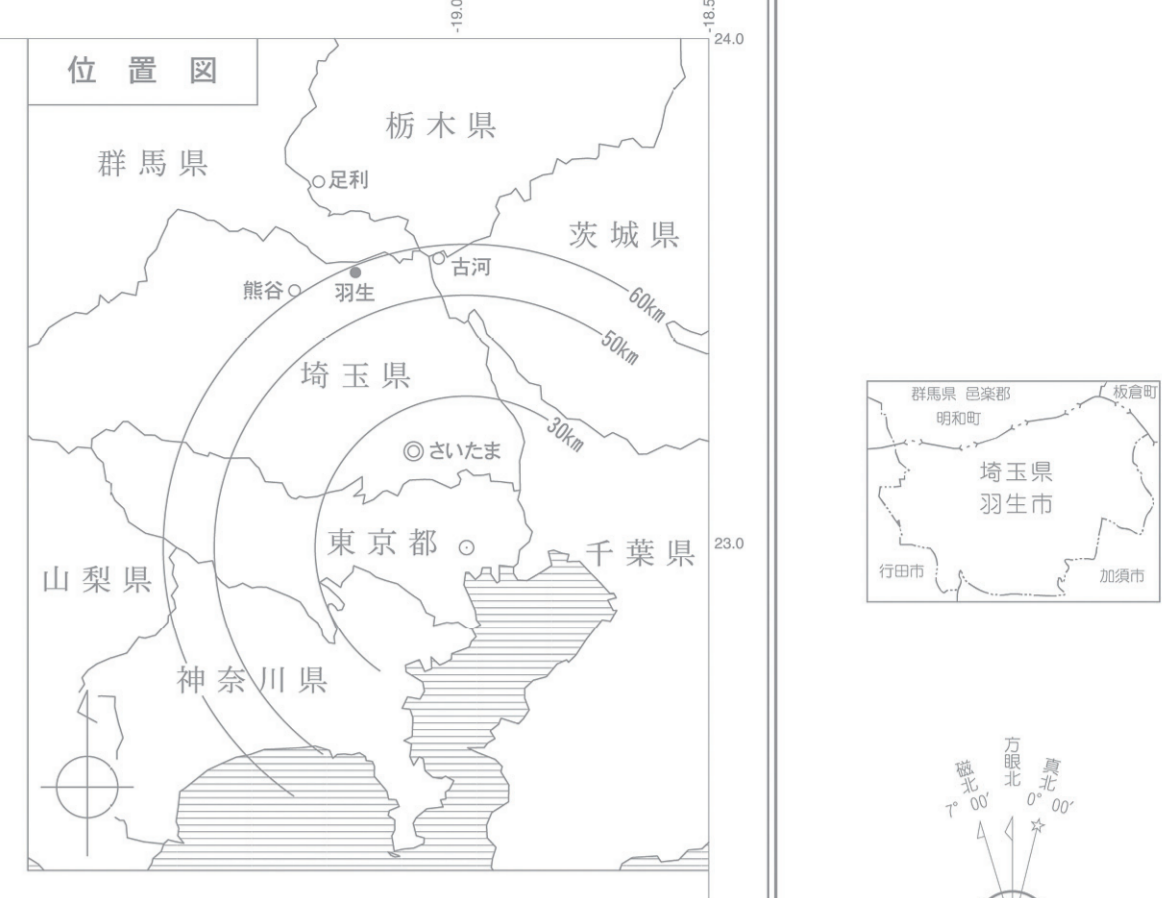 -19.0
-18.5
24.0
位置図
栃木県
群馬県
足利
茨城県
古河
熊谷
羽生
60km
50km
埼玉県
30km
さいたま
東京都
千葉県
23.0
山梨県
神奈川県
群馬県 邑楽郡
板倉町
明和町
埼玉県
羽生市
行田市
加須市
磁北
7° 00′
方眼北
真北
0° 00′